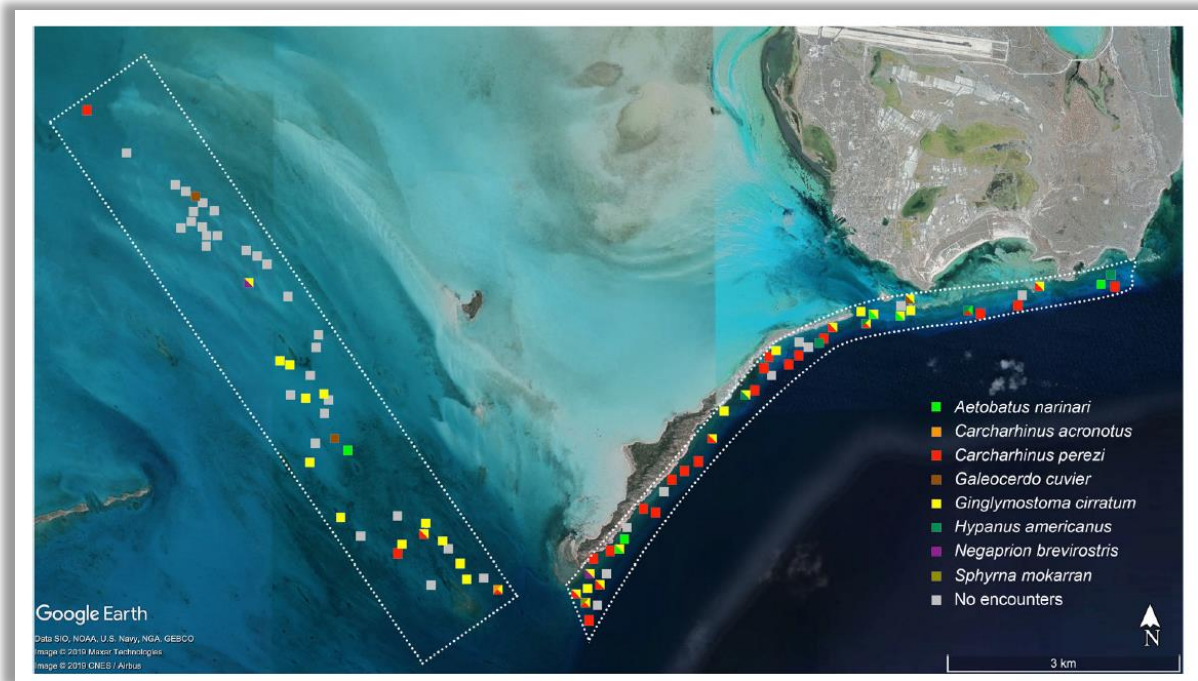 Aetobatus narinari
Carcharhinus acronotus
Carcharhinus perezi
Galeocerdo cuvier
Ginglymostoma cirratum
Hypanus americanus
Negaprion brevirostris
Sphyrna mokarran
No encounters
Google Earth
Data SIO, NOAA, U.S. Navy, NGA, GEBCO
Image © 2019 Maxar Technologies
Image © 2019 CNES / Airbus
N
3 km